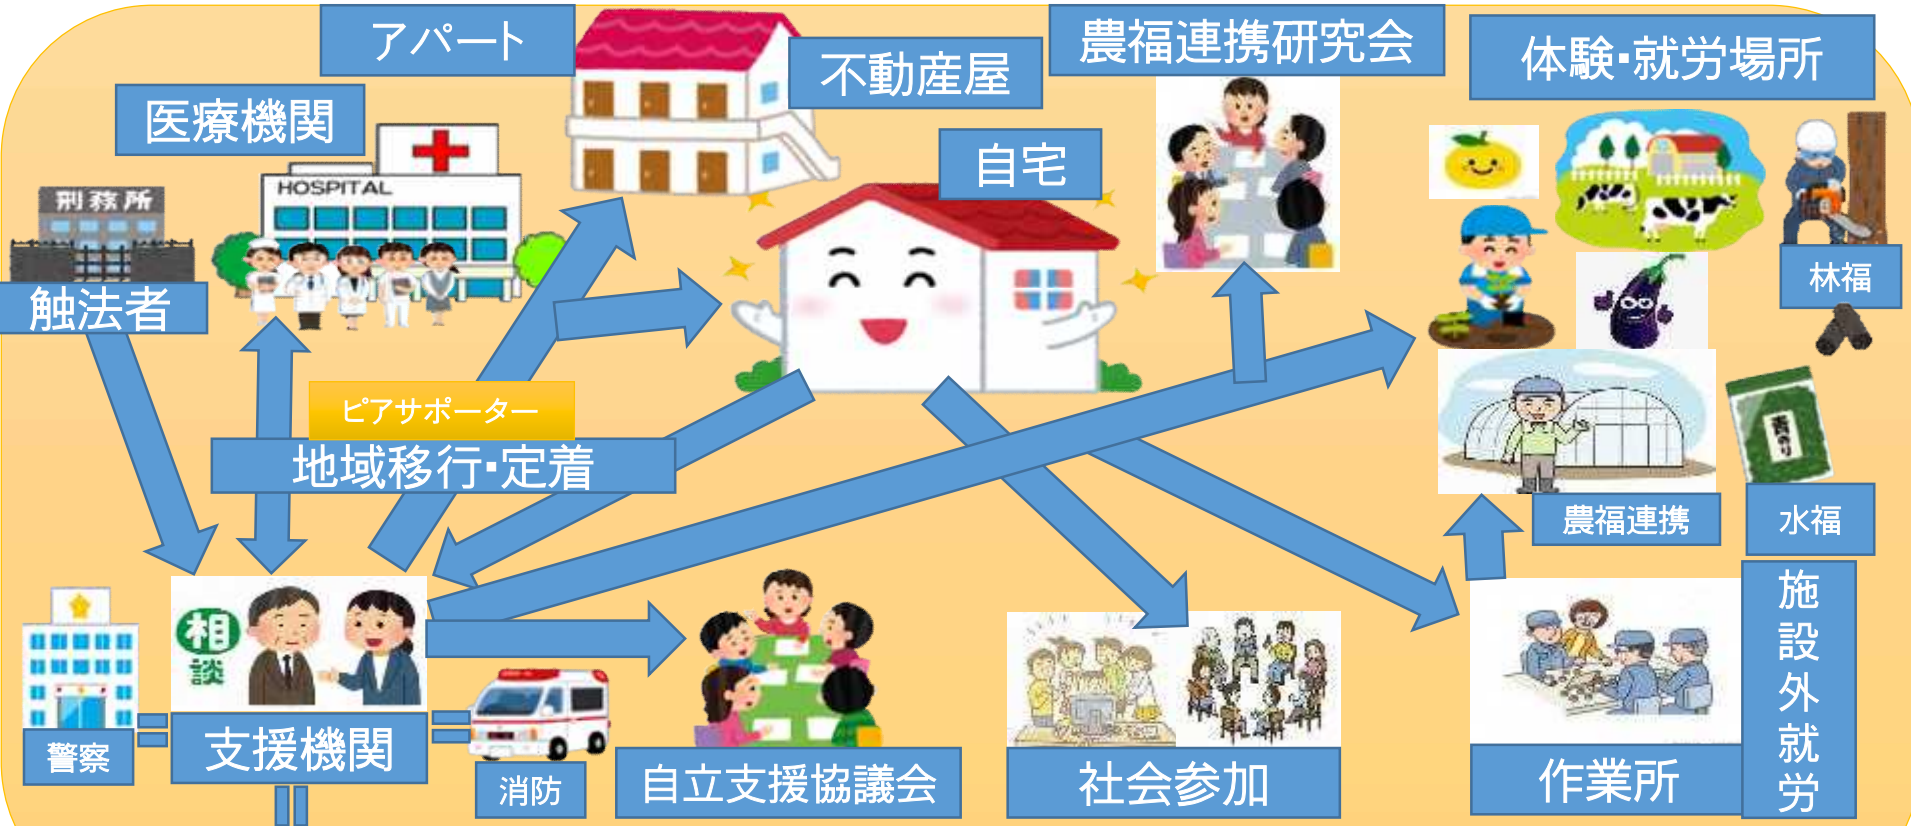 アパート
不動産屋
農福連携研究会
体験・就労場所
医療機関
自宅
HOSPITAL
刑務所
触法者
林福
ピアサポーター
地域移行・定着
青のり
農福連携
水福
相
談
施設外就労
警察
支援機関
消防
自立支援協議会
社会参加
作業所